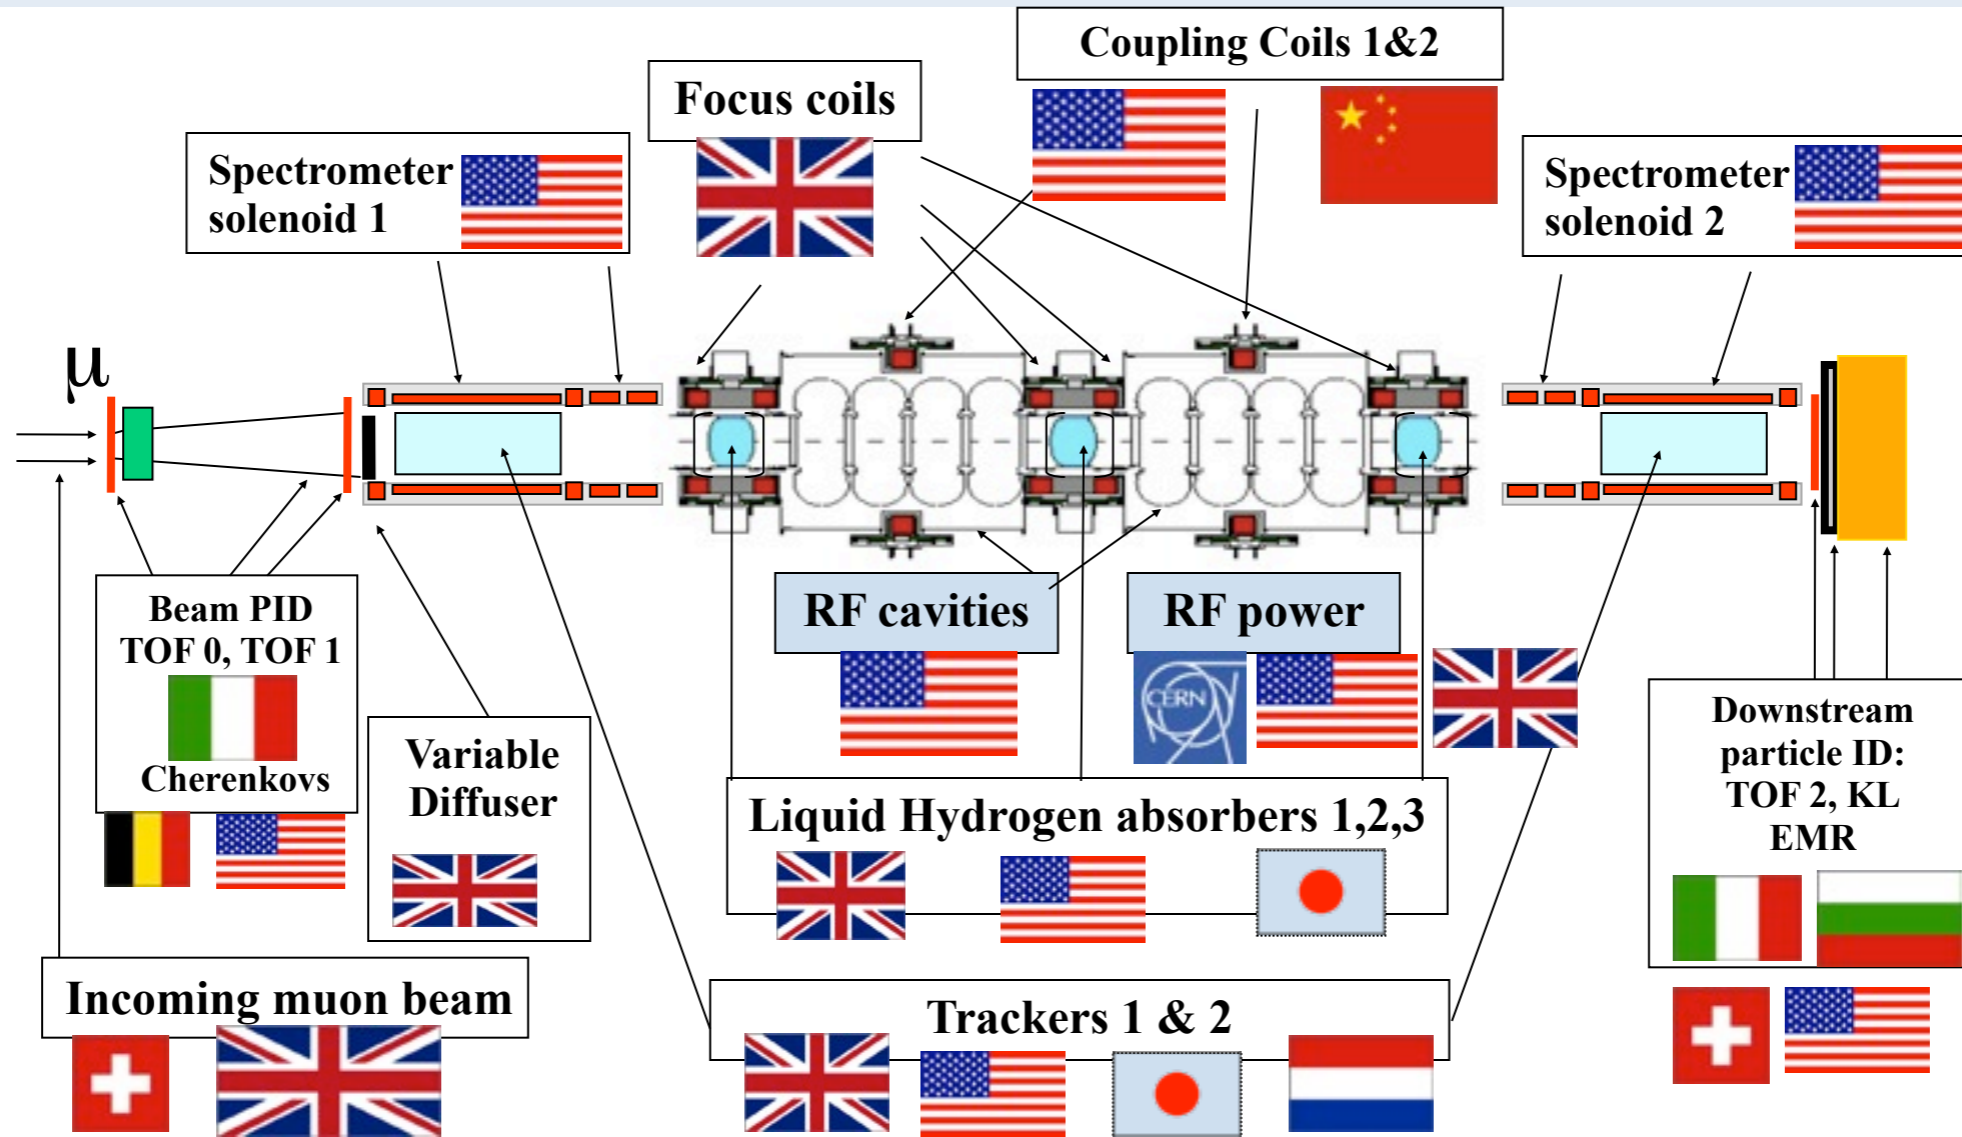 Coupling Coils 1&2
Focus coils
Spectrometer
solenoid 1
Spectrometer
solenoid 2
μ
Beam PID
TOF 0, TOF 1
Cherenkovs
Variable
Diffuser
RF cavities
RF power
CERN
Liquid Hydrogen absorbers 1,2,3
Downstream
particle ID:
TOF 2, KL
EMR
Incoming muon beam
Trackers 1 & 2